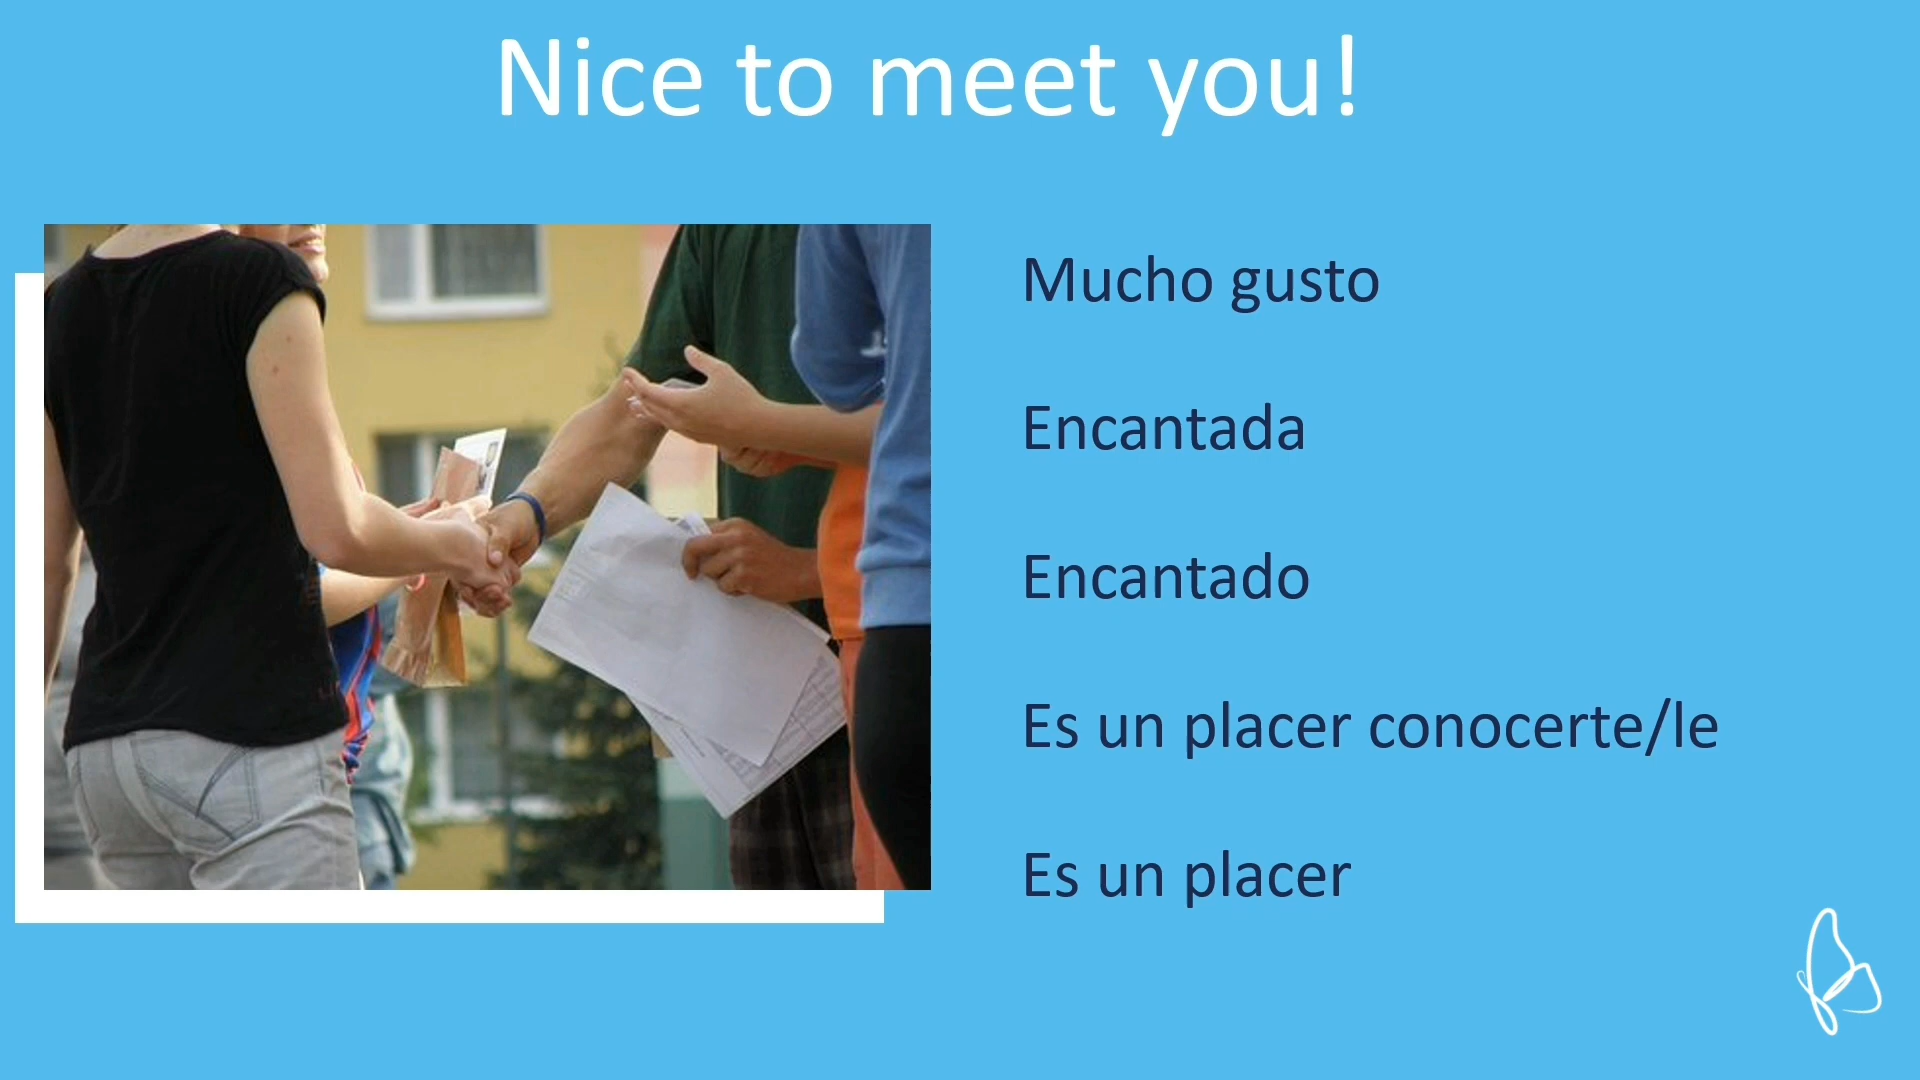 Nice to meet you!
Mucho gusto
Encantada
Encantado
Es un placer conocerte/le
Es un placer